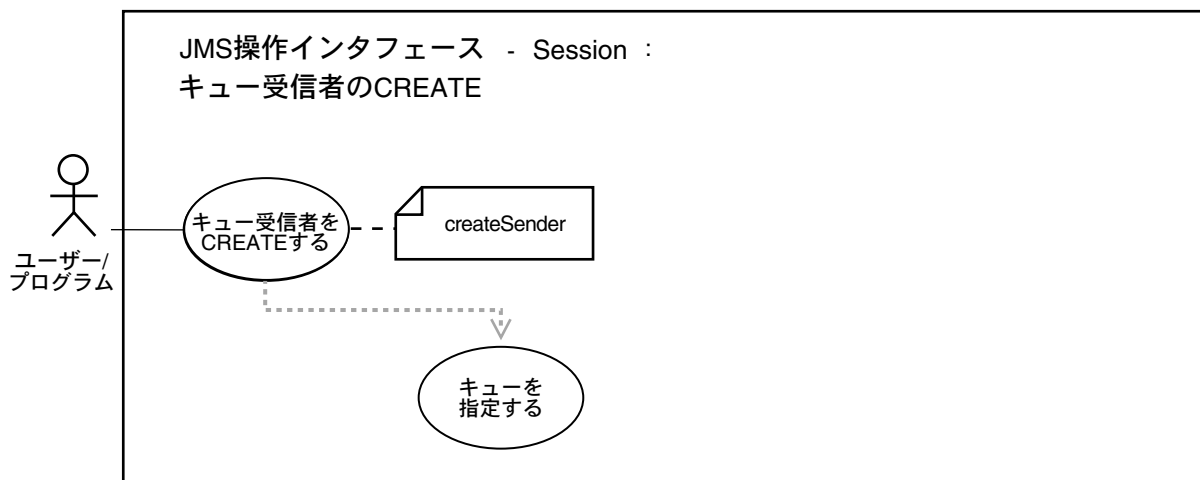 JMS操作インタフェース - Session :
キュー受信者のCREATE
キュー受信者を
CREATEする
createSender
ユーザー/
プログラム
キューを
指定する